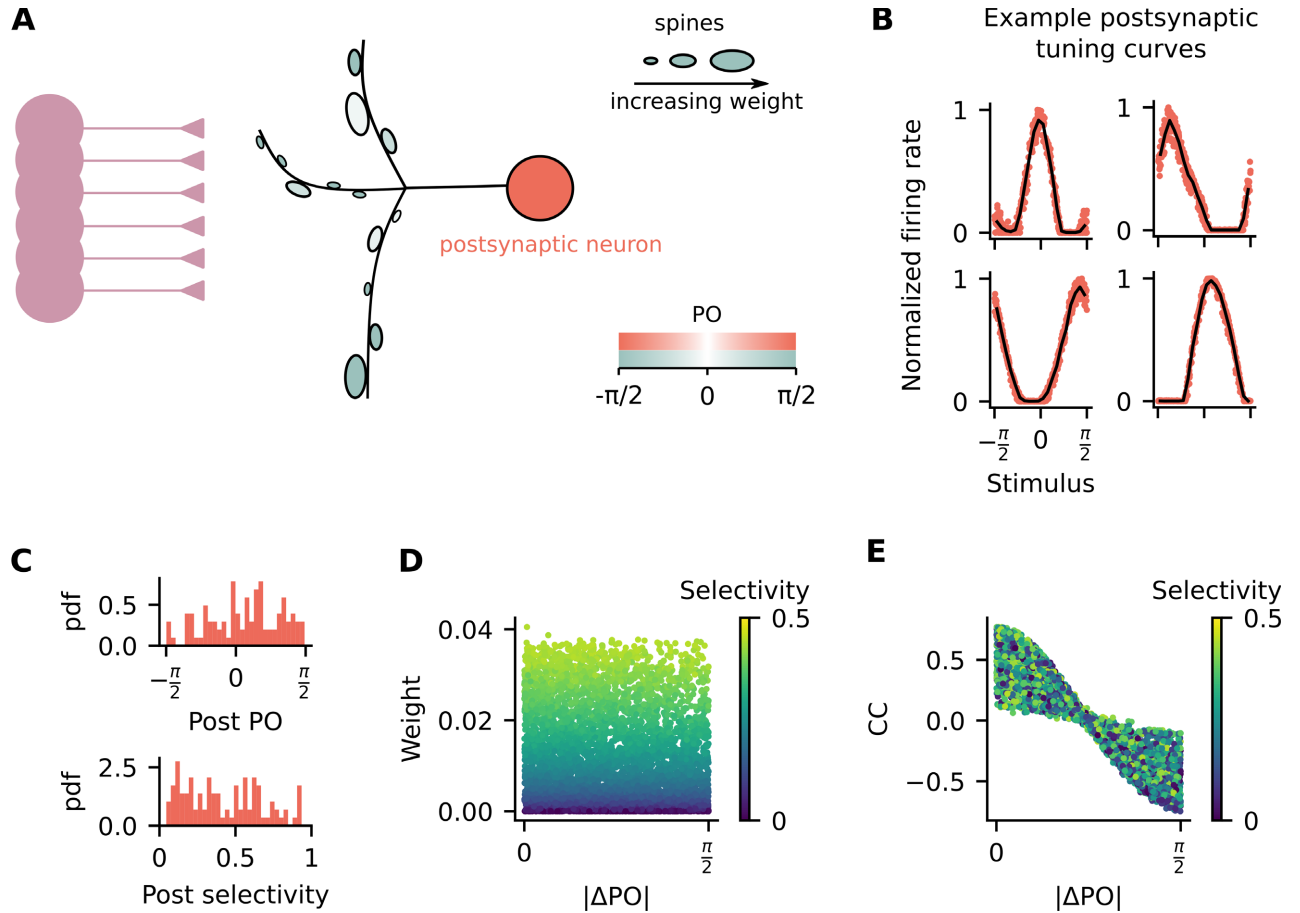 A
spines
increasing weight
postsynaptic neuron
PO
-π/2 0 π/2
B
Example postsynaptic
tuning curves
Normalized firing rate
1
0
1
0
1
0
1
0
−π/2 0 π/2
Stimulus
C
pdf
0.5
0.0
−π/2 0 π/2
Post PO
pdf
2.5
0.0
0 0.5 1
Post selectivity
D
Selectivity
Weight
0.04
0.02
0.00
0 π/2
|ΔPO|
0.5
0
E
Selectivity
CC
0.5
0.0
−0.5
0 π/2
|ΔPO|
0.5
0